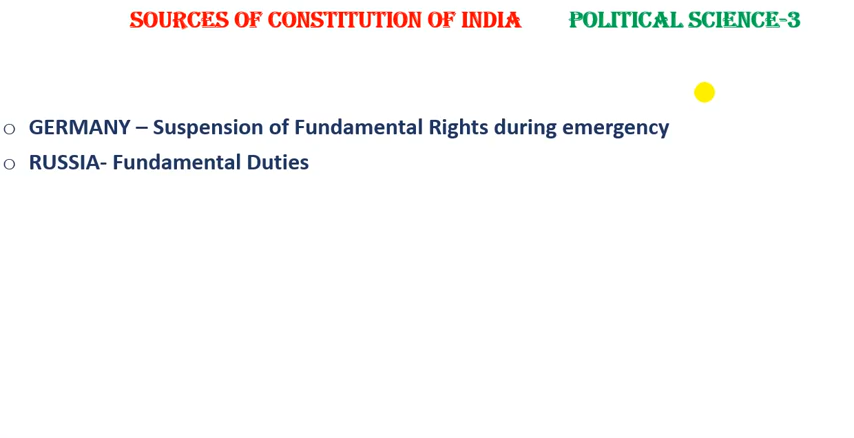 SOURCES OF CONSTITUTION OF INDIA POLITICAL SCIENCE-3
GERMANY – Suspension of Fundamental Rights during emergency
RUSSIA- Fundamental Duties